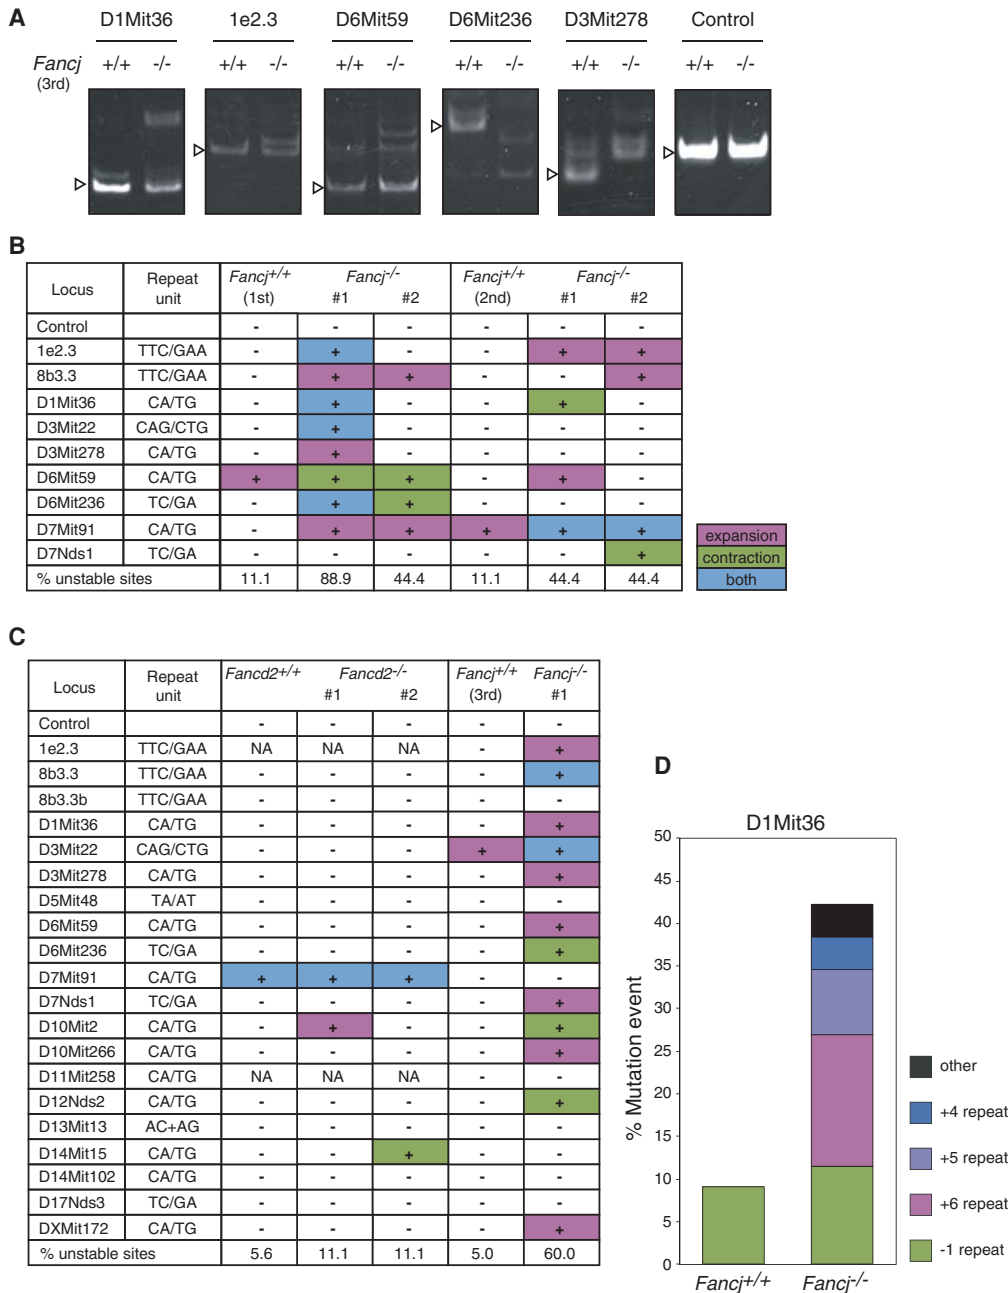 A
D1Mit36 1e2.3 D6Mit59 D6Mit236 D3Mit278 Control
Fancj +/+ -/- +/+ -/- +/+ -/- +/+ -/- +/+ -/- +/+ -/-
(3rd)
B
Locus Repeat unit Fancj+/+ (1st) Fancj-/- #1 #2 Fancj+/+ (2nd) Fancj-/- #1 #2
Control - - - - - -
1e2.3 TTC/GAA - + - - + +
8b3.3 TTC/GAA - + + - - +
D1Mit36 CA/TG - + - - + -
D3Mit22 CAG/CTG - + - - - -
D3Mit278 CA/TG - + - - - -
D6Mit59 CA/TG + + + - + -
D6Mit236 TC/GA - + + - - -
D7Mit91 CA/TG - + + + + +
D7Nds1 TC/GA - - - - - +
% unstable sites 11.1 88.9 44.4 11.1 44.4 44.4
expansion
contraction
both
C
Locus Repeat unit Fancd2+/+ Fancd2-/- #1 #2 Fancj+/+ (3rd) Fancj-/- #1
Control - - - - -
1e2.3 TTC/GAA NA NA NA - +
8b3.3 TTC/GAA - - - - +
8b3.3b TTC/GAA - - - - -
D1Mit36 CA/TG - - - - +
D3Mit22 CAG/CTG - - - + +
D3Mit278 CA/TG - - - - +
D5Mit48 TA/AT - - - - -
D6Mit59 CA/TG - - - - +
D6Mit236 TC/GA - - - - +
D7Mit91 CA/TG + + + - -
D7Nds1 TC/GA - - - - +
D10Mit2 CA/TG - + - - +
D10Mit266 CA/TG - - - - +
D11Mit258 CA/TG NA NA NA - -
D12Nds2 CA/TG - - - - +
D13Mit13 AC+AG - - - - -
D14Mit15 CA/TG - - + - -
D14Mit102 CA/TG - - - - -
D17Nds3 TC/GA - - - - -
DXMit172 CA/TG - - - - +
% unstable sites 5.6 11.1 11.1 5.0 60.0
D
D1Mit36
% Mutation event
50
45
40
35
30
25
20
15
10
5
0
Fancj+/+ Fancj-/-
other
+4 repeat
+5 repeat
+6 repeat
-1 repeat